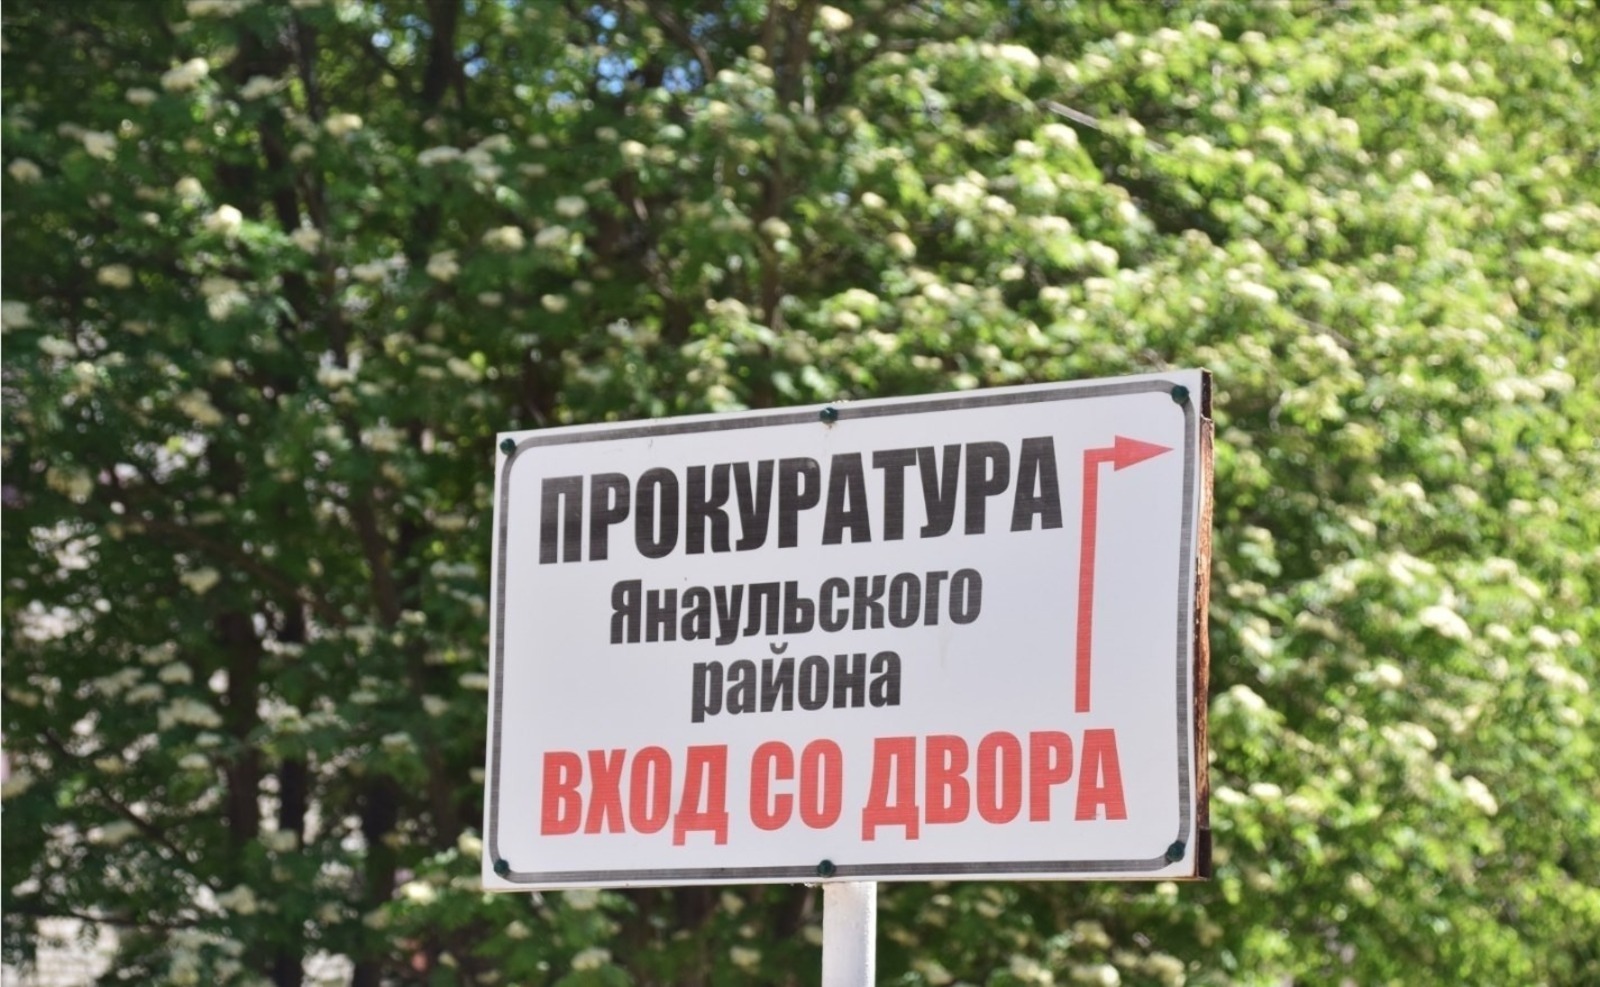 ПРОКУРАТУРА
Янаульского
района
ВХОД СО ДВОРА